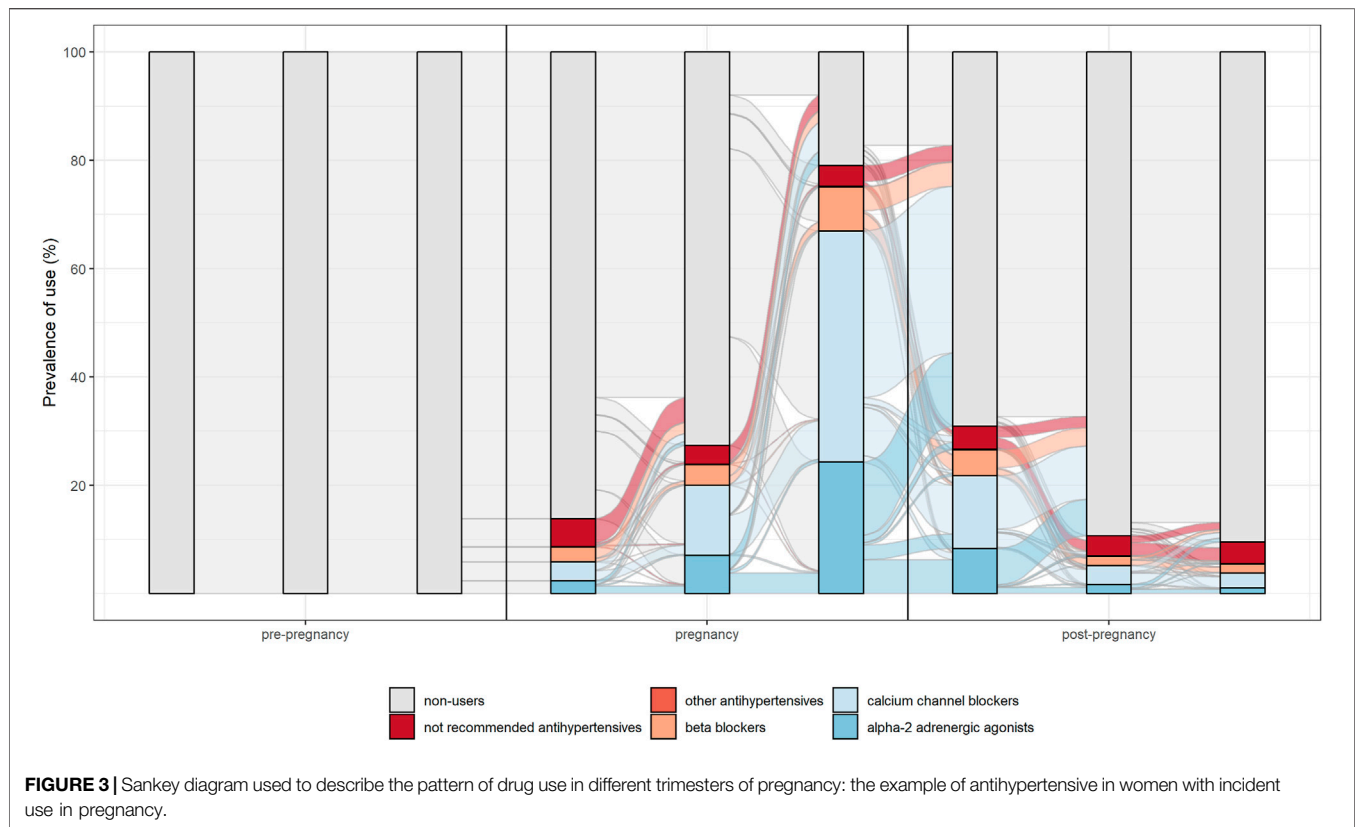 100
80
60
40
20
Prevalence of use (%)
pre-pregnancy
pregnancy
post-pregnancy
non-users
other antihypertensives
calcium channel blockers
not recommended antihypertensives
beta blockers
alpha-2 adrenergic agonists
FIGURE 3 | Sankey diagram used to describe the pattern of drug use in different trimesters of pregnancy: the example of antihypertensive in women with incident
use in pregnancy.